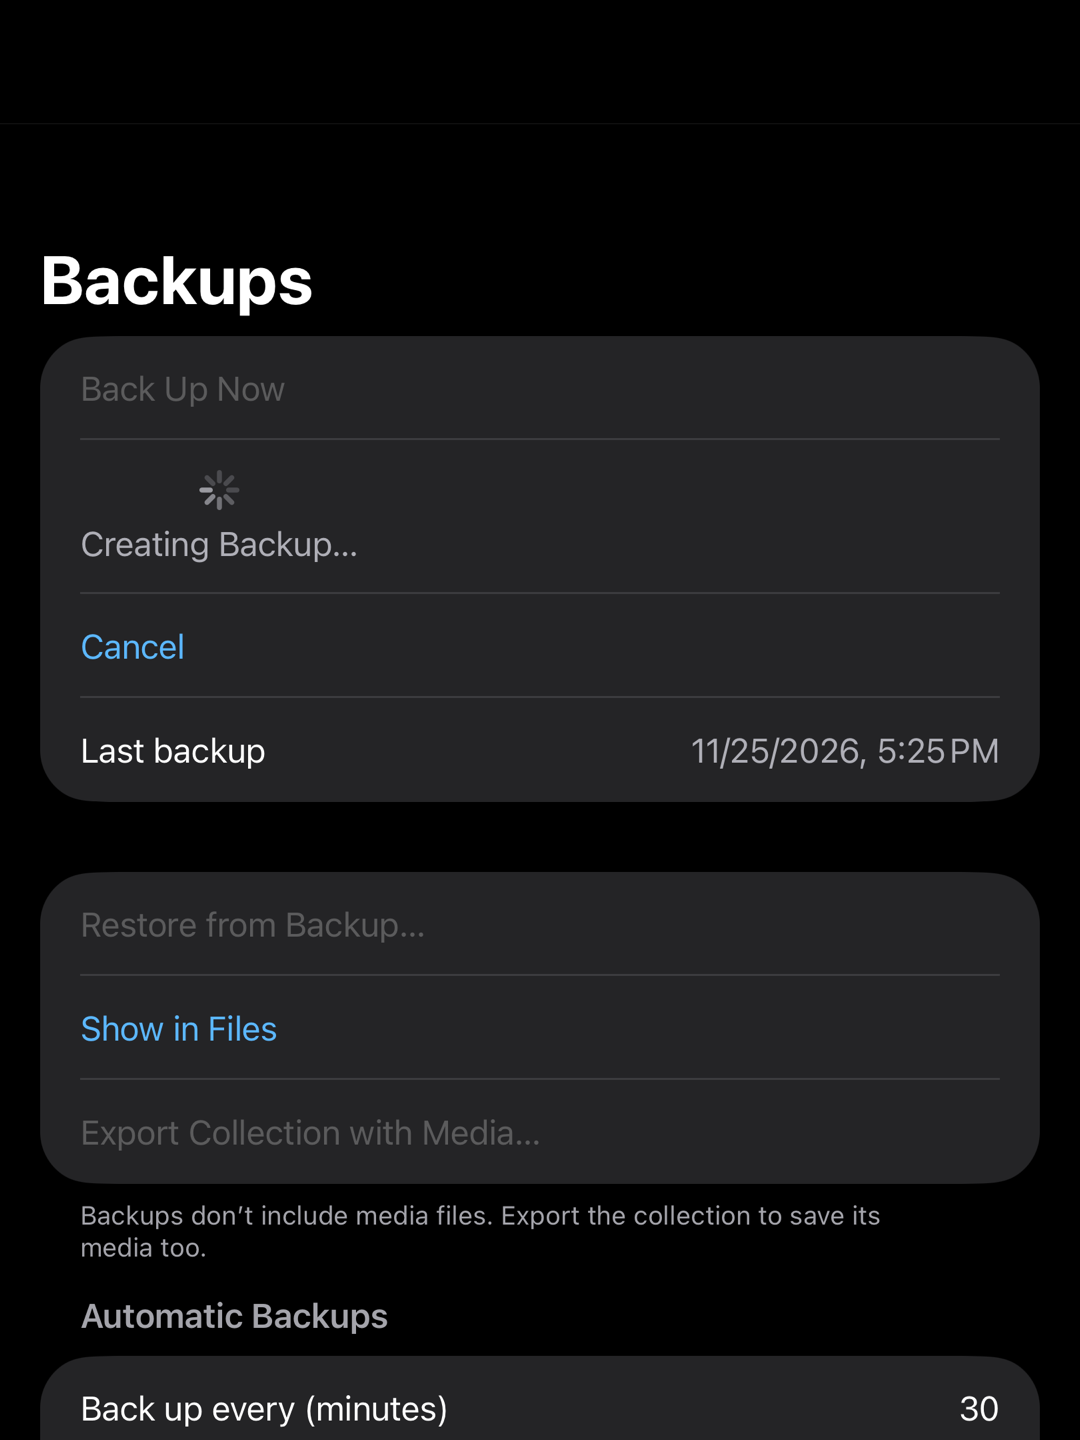 Backups
Back Up Now
Creating Backup...
Cancel
Last backup 11/25/2026, 5:25 PM
Restore from Backup...
Show in Files
Export Collection with Media...
Backups don’t include media files. Export the collection to save its
media too.
Automatic Backups
Back up every (minutes) 30